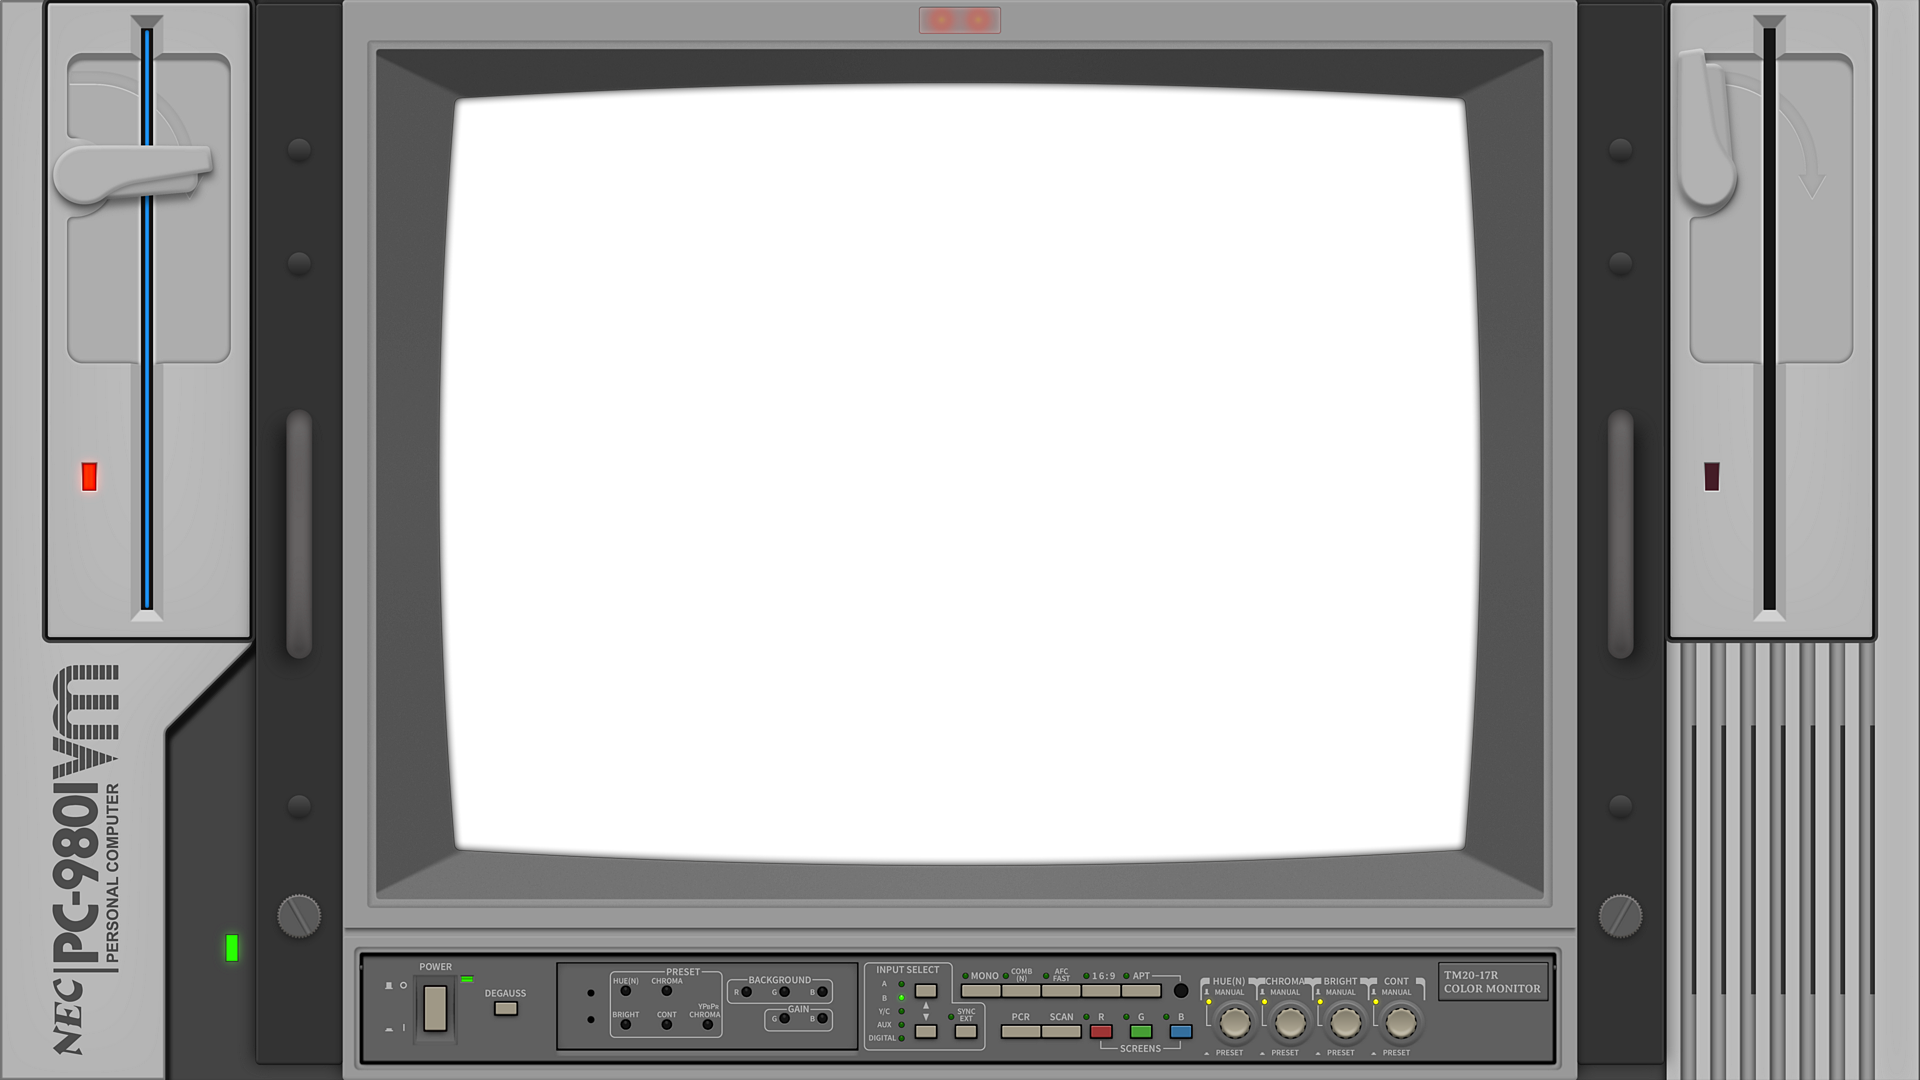 NEC PC-9801VM
PERSONAL COMPUTER
POWER
DEGAUSS
PRESET
HUE(N) CHROMA
BRIGHT CONT YPBPR CHROMA
BACKGROUND
R G B
GAIN
G B
INPUT SELECT
A
B
Y/C
AUX
DIGITAL
SYNC EXT
MONO COMB (N) AFC FAST 16:9 APT
PCR SCAN R G B
SCREENS
HUE(N) CHROMA BRIGHT CONT
MANUAL MANUAL MANUAL MANUAL
PRESET PRESET PRESET PRESET
TM20-17R
COLOR MONITOR